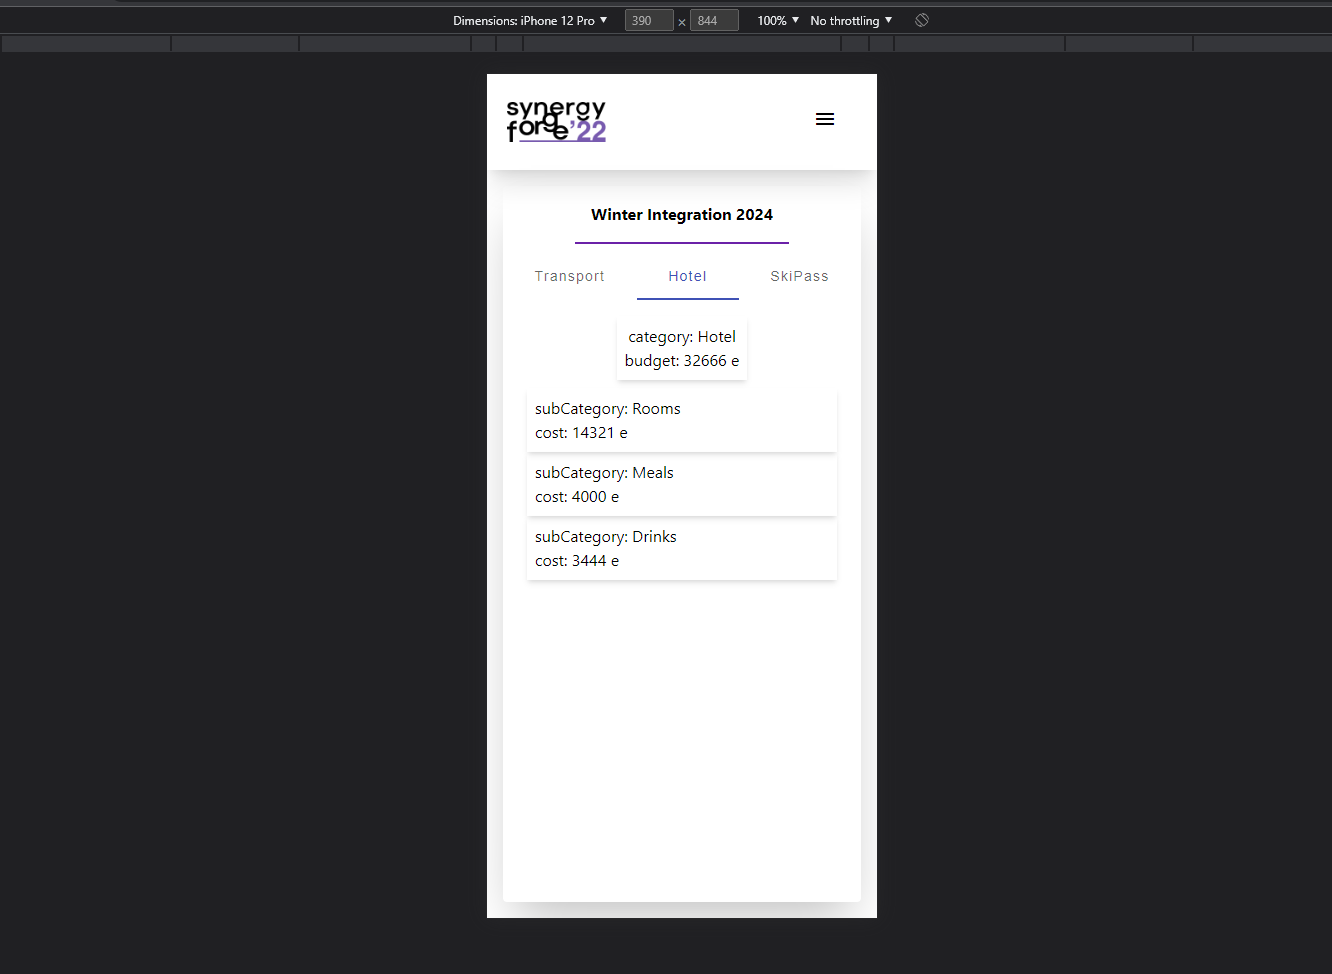 Dimensions: iPhone 12 Pro ▼ 390 × 844 100% ▼ No throttling ▼
synergy
forge'22
Winter Integration 2024
Transport Hotel SkiPass
category: Hotel
budget: 32666 e
subCategory: Rooms
cost: 14321 e
subCategory: Meals
cost: 4000 e
subCategory: Drinks
cost: 3444 e